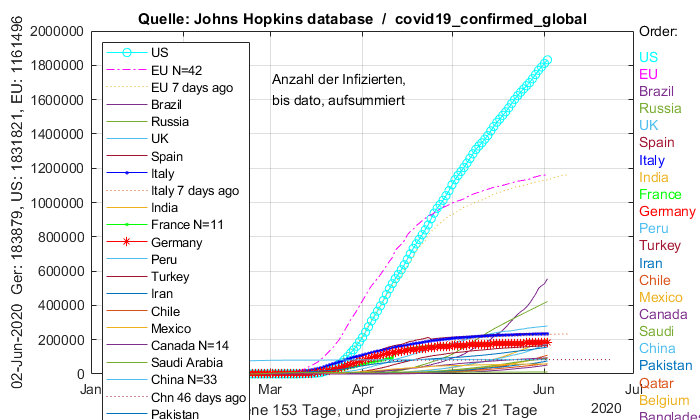 Quelle: Johns Hopkins database / covid19_confirmed_global
02-Jun-2020 Ger: 183879, US: 1831821, EU: 1161496
2000000
1800000
1600000
1400000
1200000
1000000
800000
600000
400000
200000
0
US
EU N=42
EU 7 days ago
Brazil
Russia
UK
Spain
Italy
Italy 7 days ago
India
France N=11
Germany
Peru
Turkey
Iran
Chile
Mexico
Canada N=14
Saudi Arabia
China N=33
Chn 46 days ago
Pakistan
Anzahl der Infizierten,
bis dato, aufsummiert
Order:
US
EU
Brazil
Russia
UK
Spain
Italy
India
France
Germany
Peru
Turkey
Iran
Chile
Mexico
Canada
Saudi
China
Pakistan
Qatar
Belgium
Bangladesh
Jan Mar Apr May Jun Jul
153 Tage, und projizierte 7 bis 21 Tage
2020